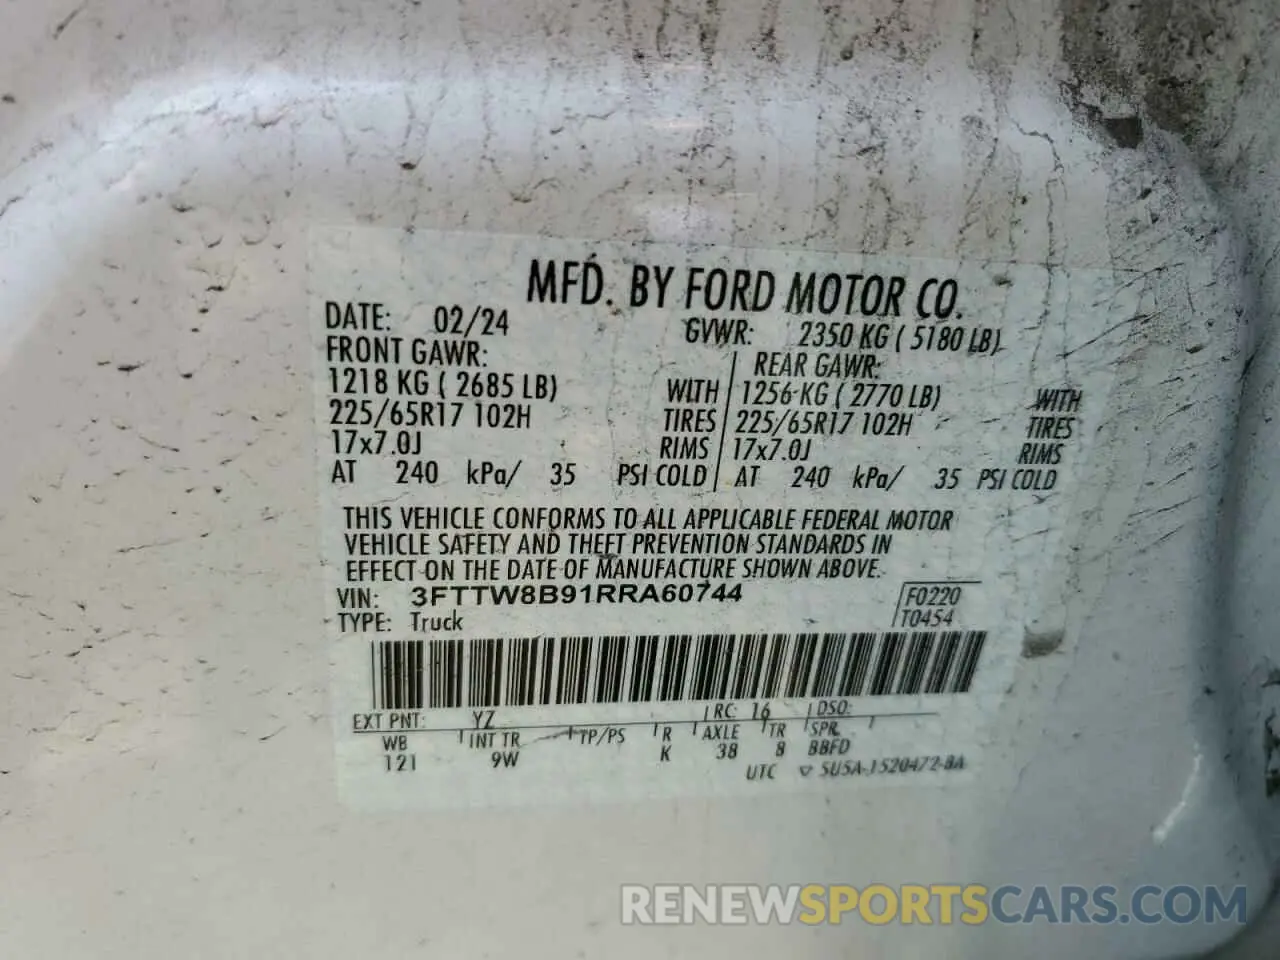 MFD. BY FORD MOTOR CO.
DATE: 02/24 GVWR: 2350 KG ( 5180 LB)
FRONT GAWR: REAR GAWR:
1218 KG ( 2685 LB) WITH 1256 KG ( 2770 LB) WITH
225/65R17 102H TIRES 225/65R17 102H TIRES
17x7.0J RIMS 17x7.0J RIMS
AT 240 kPa/ 35 PSI COLD AT 240 kPa/ 35 PSI COLD
THIS VEHICLE CONFORMS TO ALL APPLICABLE FEDERAL MOTOR
VEHICLE SAFETY AND THEFT PREVENTION STANDARDS IN
EFFECT ON THE DATE OF MANUFACTURE SHOWN ABOVE.
VIN: 3FTTW8B91RRA60744 F0220
TYPE: Truck T0454
EXT PNT: YZ RC: 16 DSO:
WB INT TR TP/PS R AXLE TR SPR
121 9W K 38 8 BBFD
UTC ▽ 5U5A-1520472-BA
RENEWSPORTSCARS.COM